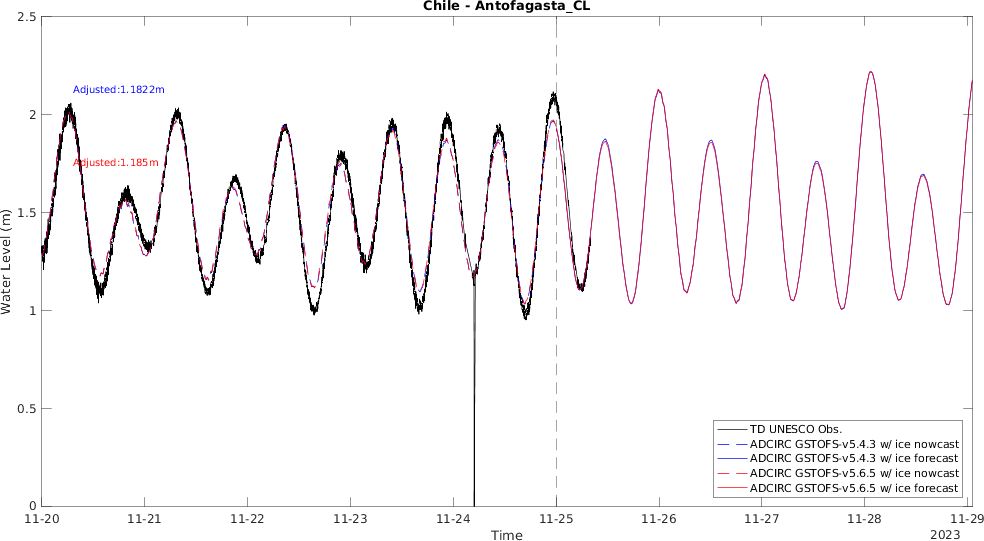 Chile - Antofagasta_CL
2.5
Adjusted:1.1822m
2
Adjusted:1.185m
1.5
Water Level (m)
1
0.5
TD UNESCO Obs.
ADCIRC GSTOFS-v5.4.3 w/ ice nowcast
ADCIRC GSTOFS-v5.4.3 w/ ice forecast
ADCIRC GSTOFS-v5.6.5 w/ ice nowcast
ADCIRC GSTOFS-v5.6.5 w/ ice forecast
0
11-20 11-21 11-22 11-23 11-24 11-25 11-26 11-27 11-28 11-29
Time
2023